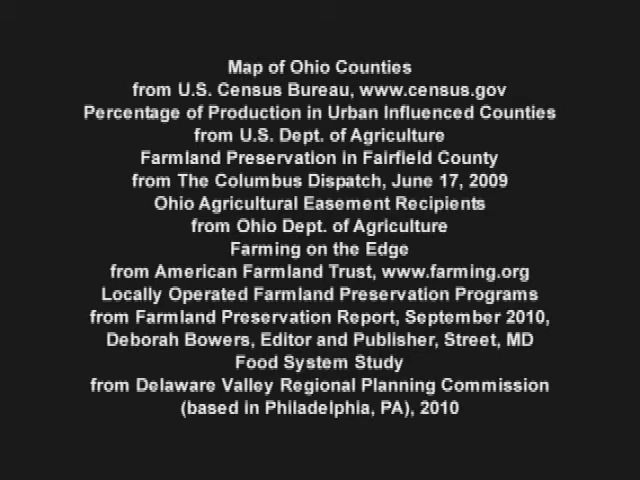 Map of Ohio Counties
from U.S. Census Bureau, www.census.gov
Percentage of Production in Urban Influenced Counties
from U.S. Dept. of Agriculture
Farmland Preservation in Fairfield County
from The Columbus Dispatch, June 17, 2009
Ohio Agricultural Easement Recipients
from Ohio Dept. of Agriculture
Farming on the Edge
from American Farmland Trust, www.farming.org
Locally Operated Farmland Preservation Programs
from Farmland Preservation Report, September 2010,
Deborah Bowers, Editor and Publisher, Street, MD
Food System Study
from Delaware Valley Regional Planning Commission
(based in Philadelphia, PA), 2010